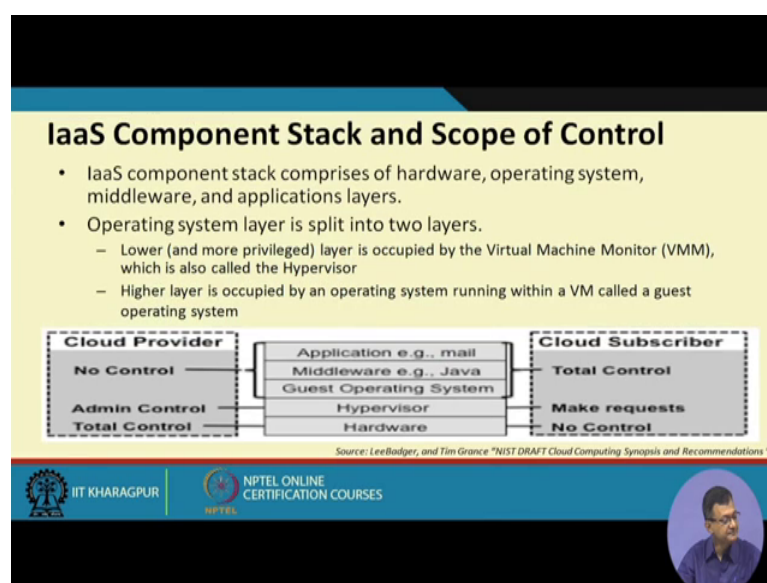 IaaS Component Stack and Scope of Control
• IaaS component stack comprises of hardware, operating system,
middleware, and applications layers.
• Operating system layer is split into two layers.
– Lower (and more privileged) layer is occupied by the Virtual Machine Monitor (VMM),
which is also called the Hypervisor
– Higher layer is occupied by an operating system running within a VM called a guest
operating system
Cloud Provider
No Control
Admin Control
Total Control
Application e.g., mail
Middleware e.g., Java
Guest Operating System
Hypervisor
Hardware
Cloud Subscriber
Total Control
Make requests
No Control
Source: LeeBadger, and Tim Grance "NIST DRAFT Cloud Computing Synopsis and Recommendations "
IIT KHARAGPUR
NPTEL
NPTEL ONLINE
CERTIFICATION COURSES